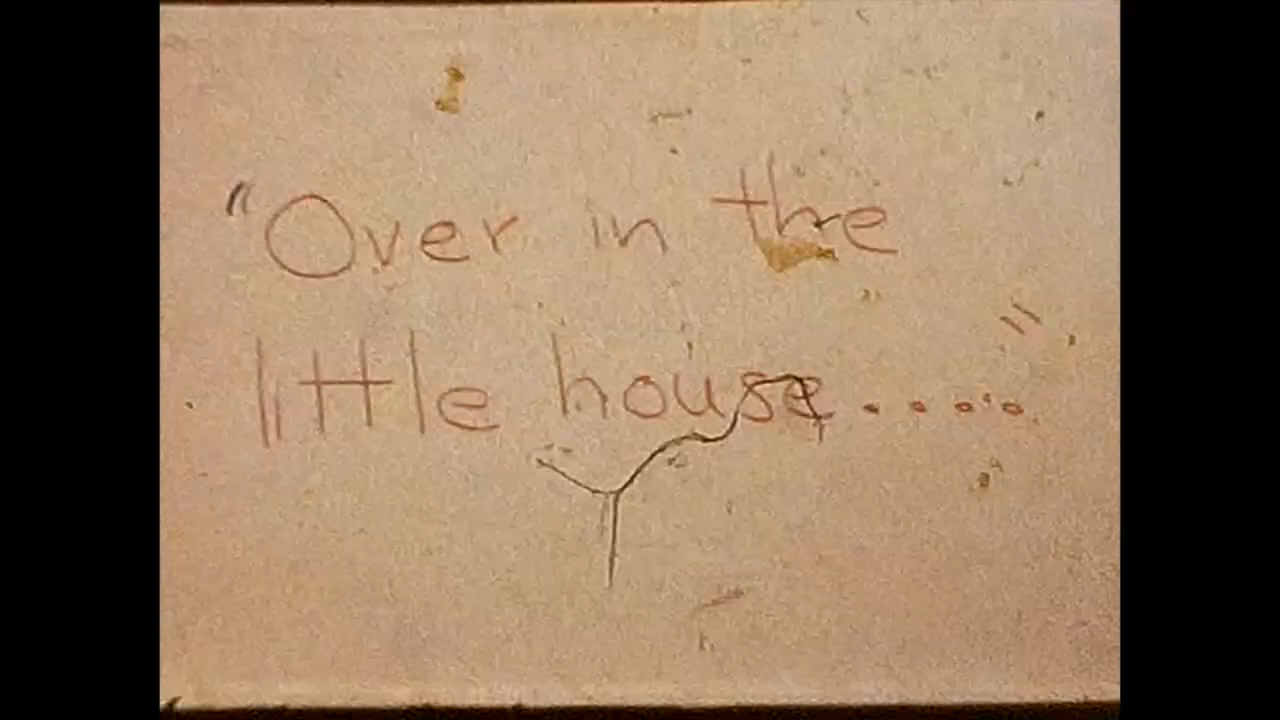 "Over in the
little house....."